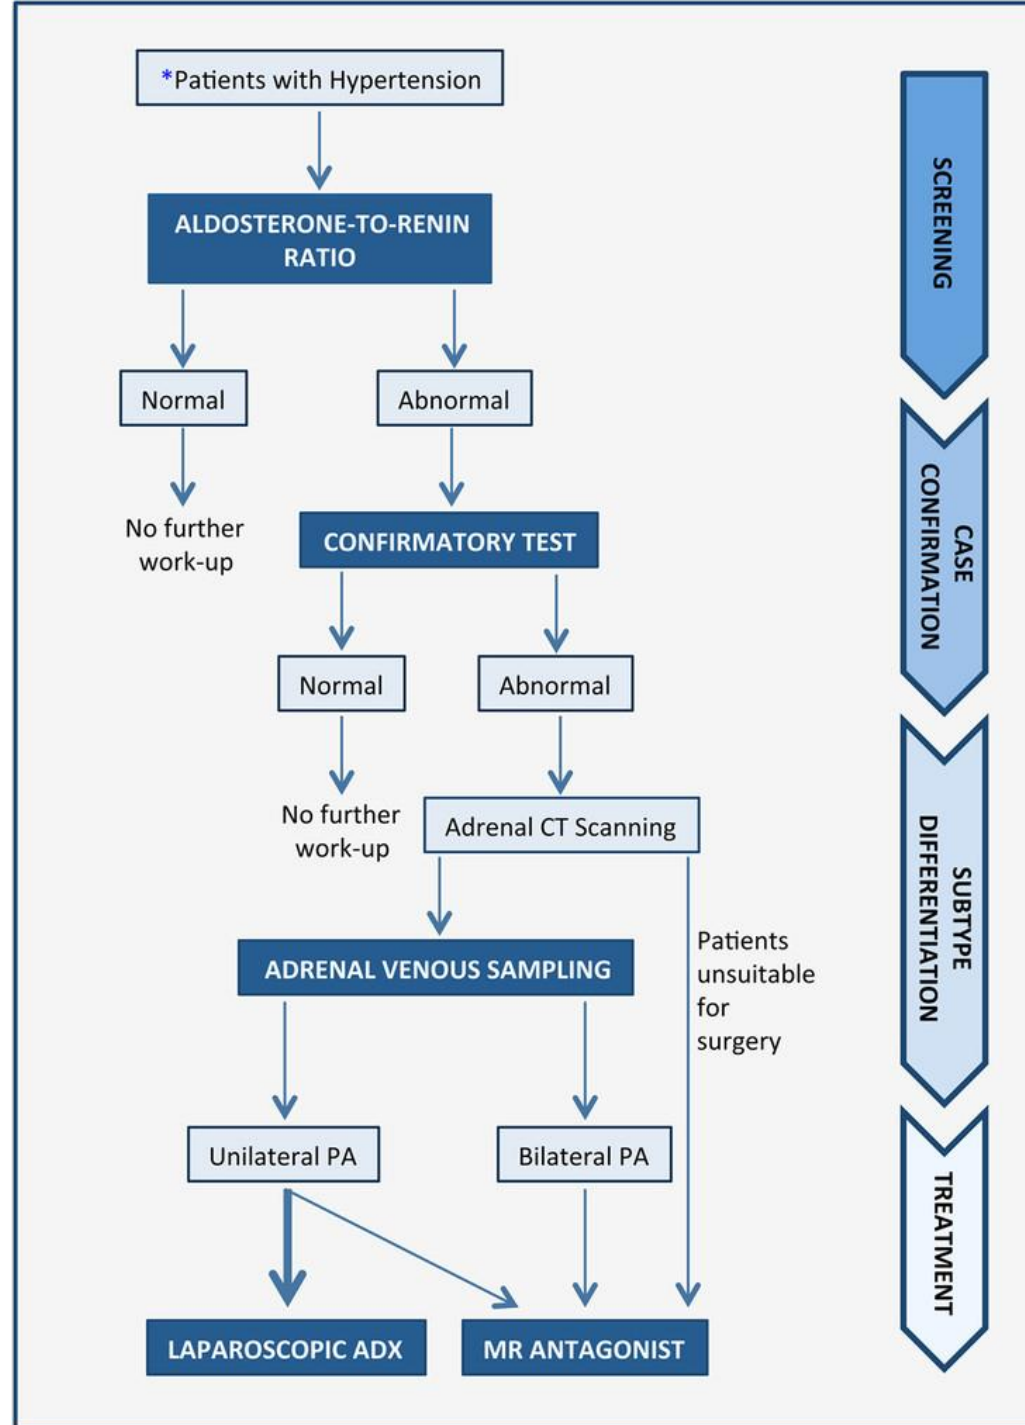 *Patients with Hypertension
ALDOSTERONE-TO-RENIN
RATIO
Normal
Abnormal
No further
work-up
CONFIRMATORY TEST
Normal
Abnormal
No further
work-up
Adrenal CT Scanning
Patients
unsuitable
for
surgery
ADRENAL VENOUS SAMPLING
Unilateral PA
Bilateral PA
LAPAROSCOPIC ADX
MR ANTAGONIST
SCREENING
CASE
CONFIRMATION
SUBTYPE
DIFFERENTIATION
TREATMENT